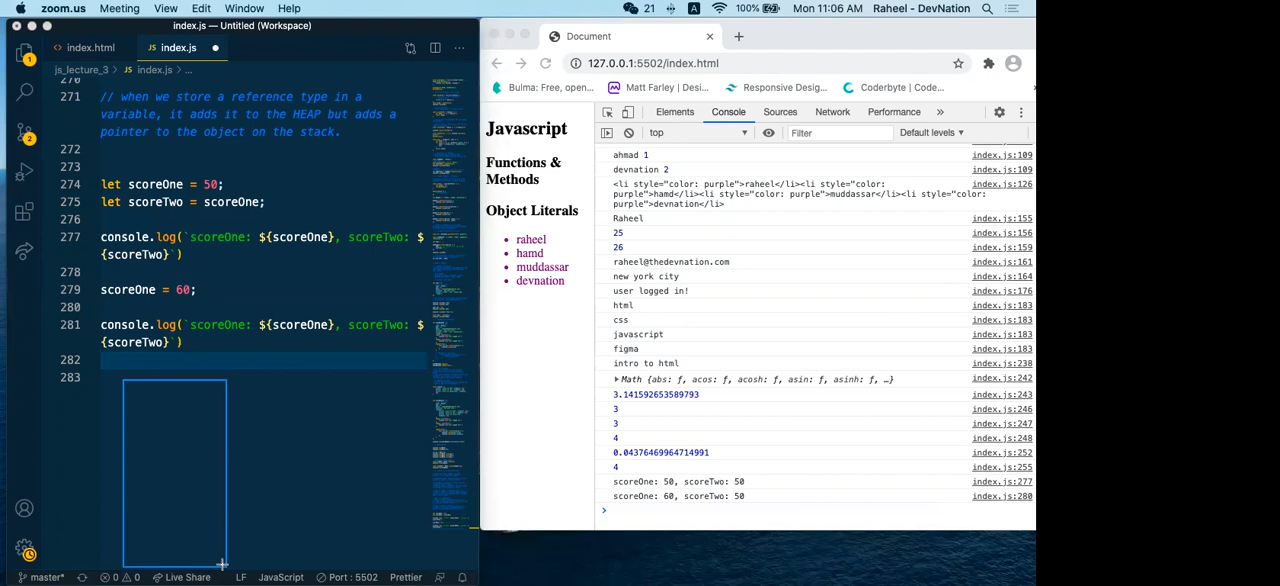 zoom.us Meeting View Edit Window Help 21 A 100% Mon 11:06 AM Raheel - DevNation
index.js — Untitled (Workspace)
index.html JS index.js
js_lecture_3 > JS index.js > ...
270
271 // when we store a reference type in a
variable, it adds it to the HEAP but adds a
pointer to the object on the stack.
272
273
274 let scoreOne = 50;
275 let scoreTwo = scoreOne;
276
277 console.log(`scoreOne: ${scoreOne}, scoreTwo: $
{scoreTwo}`)
278
279 scoreOne = 60;
280
281 console.log(`scoreOne: ${scoreOne}, scoreTwo: $
{scoreTwo}`)
282
283
1
2
master* 0 0 Live Share LF JavaScript Port : 5502 Prettier
Document
127.0.0.1:5502/index.html
Bulma: Free, open... Matt Farley | Desi... Responsive Desig... Coderbyte | Code...
Javascript
Functions &
Methods
Object Literals
raheel
hamd
muddassar
devnation
Elements Console Sources Network Performance »
top Filter Default levels ▾
ahmad 1 index.js:109
devnation 2 index.js:109
<li style="color: purple">raheel</li><li style="color: index.js:126
purple">hamd</li><li style="color: purple">muddassar</li><li style="color:
purple">devnation</li>
Raheel index.js:155
25 index.js:156
26 index.js:159
raheel@thedevnation.com index.js:161
new york city index.js:164
user logged in! index.js:176
html index.js:183
css index.js:183
javascript index.js:183
figma index.js:183
intro to html index.js:238
Math {abs: ƒ, acos: ƒ, acosh: ƒ, asin: ƒ, asinh: ƒ, …} index.js:242
3.141592653589793 index.js:243
3 index.js:246
3 index.js:247
4 index.js:248
0.04376469964714991 index.js:252
4 index.js:255
scoreOne: 50, scoreTwo: 50 index.js:277
scoreOne: 60, scoreTwo: 50 index.js:280